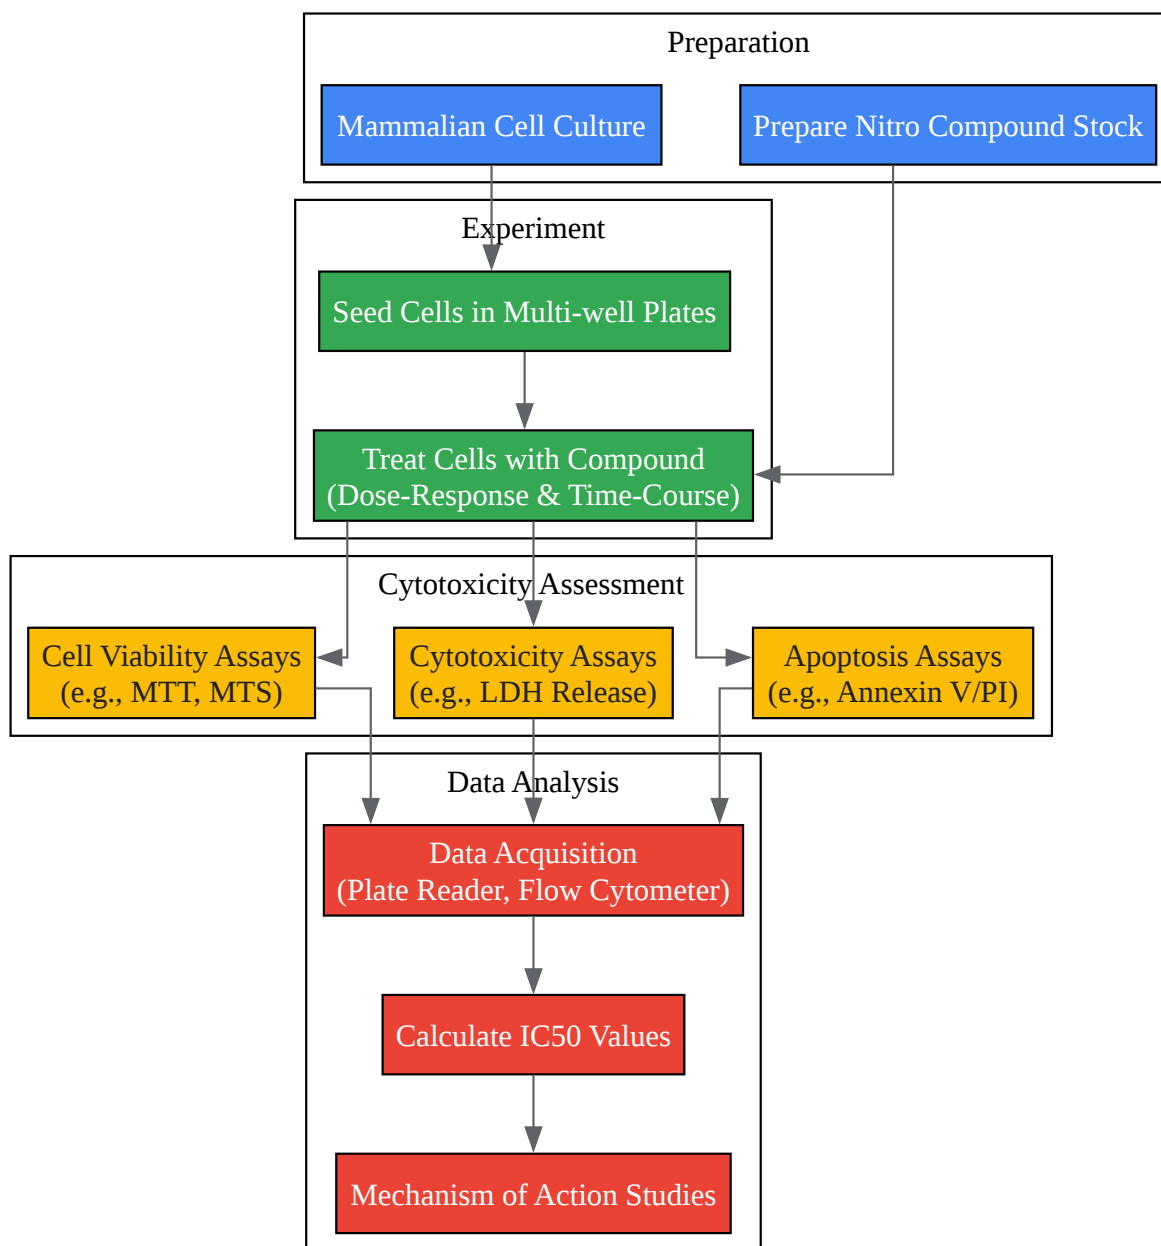 Preparation
Mammalian Cell Culture
Prepare Nitro Compound Stock
Experiment
Seed Cells in Multi-well Plates
Treat Cells with Compound
(Dose-Response & Time-Course)
Cytotoxicity Assessment
Cell Viability Assays
(e.g., MTT, MTS)
Cytotoxicity Assays
(e.g., LDH Release)
Apoptosis Assays
(e.g., Annexin V/PI)
Data Analysis
Data Acquisition
(Plate Reader, Flow Cytometer)
Calculate IC50 Values
Mechanism of Action Studies